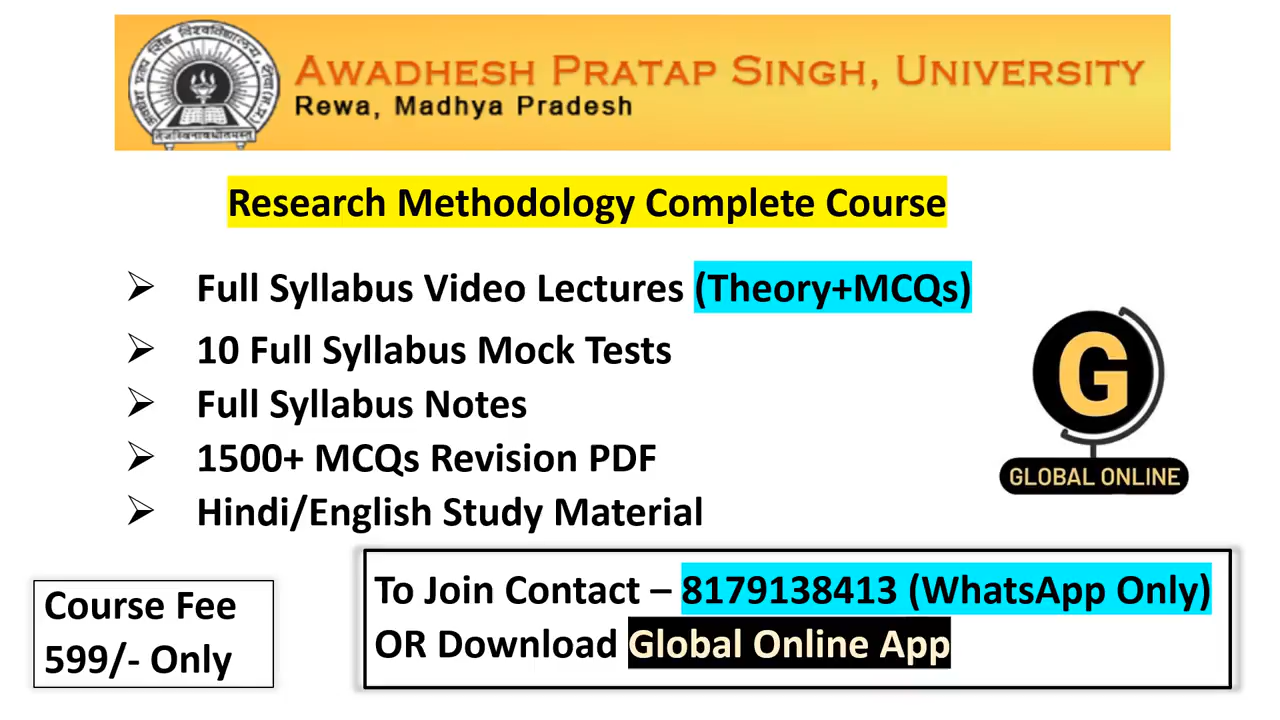 AWADHESH PRATAP SINGH, UNIVERSITY
Rewa, Madhya Pradesh
Research Methodology Complete Course
➢ Full Syllabus Video Lectures (Theory+MCQs)
➢ 10 Full Syllabus Mock Tests
➢ Full Syllabus Notes
➢ 1500+ MCQs Revision PDF
➢ Hindi/English Study Material
G
GLOBAL ONLINE
Course Fee
599/- Only
To Join Contact – 8179138413 (WhatsApp Only)
OR Download Global Online App